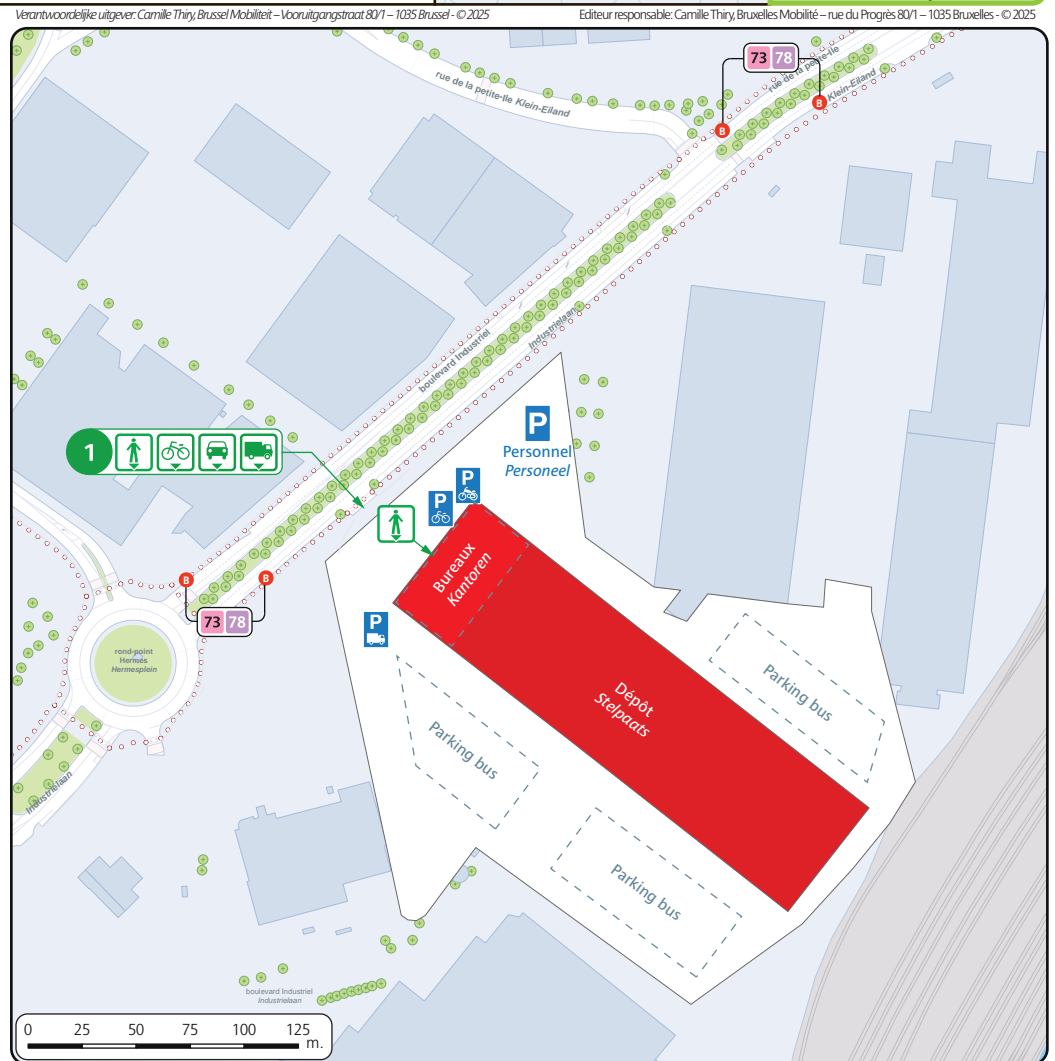 Verantwoordelijke uitgever: Camille Thiry, Brussel Mobiliteit – Vooruitgangstraat 80/1 – 1035 Brussel - © 2025
Editeur responsable: Camille Thiry, Bruxelles Mobilité – rue du Progrès 80/1 – 1035 Bruxelles - © 2025
73 78
rue de la petite-île
Klein-Eiland
B
B
rue de la petite-île Klein-Eiland
boulevard Industriel
Industrielaan
P
Personnel
Personeel
1
P
P
Bureaux
Kantoren
B
B
73 78
P
rond-point
Hermès
Hermesplein
Dépôt
Stelpaats
Parking bus
Parking bus
Parking bus
Industrielaan
boulevard Industriel
Industrielaan
0 25 50 75 100 125
m.